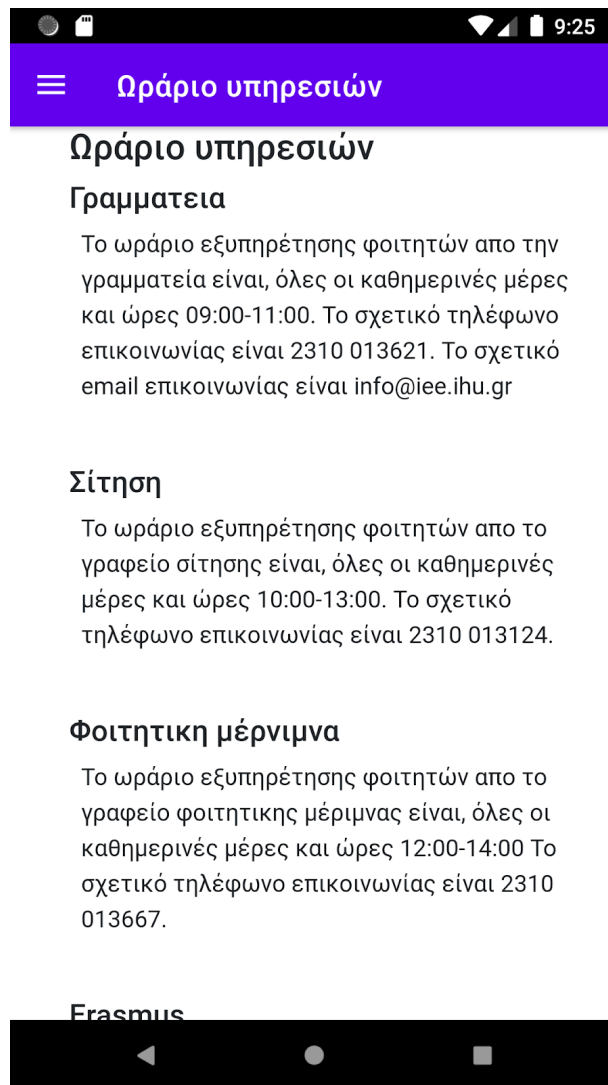 9:25
Ωράριο υπηρεσιών
Ωράριο υπηρεσιών
Γραμματεια
Το ωράριο εξυπηρέτησης φοιτητών απο την
γραμματεία είναι, όλες οι καθημερινές μέρες
και ώρες 09:00-11:00. Το σχετικό τηλέφωνο
επικοινωνίας είναι 2310 013621. Το σχετικό
email επικοινωνίας είναι info@iee.ihu.gr
Σίτηση
Το ωράριο εξυπηρέτησης φοιτητών απο το
γραφείο σίτησης είναι, όλες οι καθημερινές
μέρες και ώρες 10:00-13:00. Το σχετικό
τηλέφωνο επικοινωνίας είναι 2310 013124.
Φοιτητικη μέρνιμνα
Το ωράριο εξυπηρέτησης φοιτητών απο το
γραφείο φοιτητικης μέριμνας είναι, όλες οι
καθημερινές μέρες και ώρες 12:00-14:00 Το
σχετικό τηλέφωνο επικοινωνίας είναι 2310
013667.
Erasmus